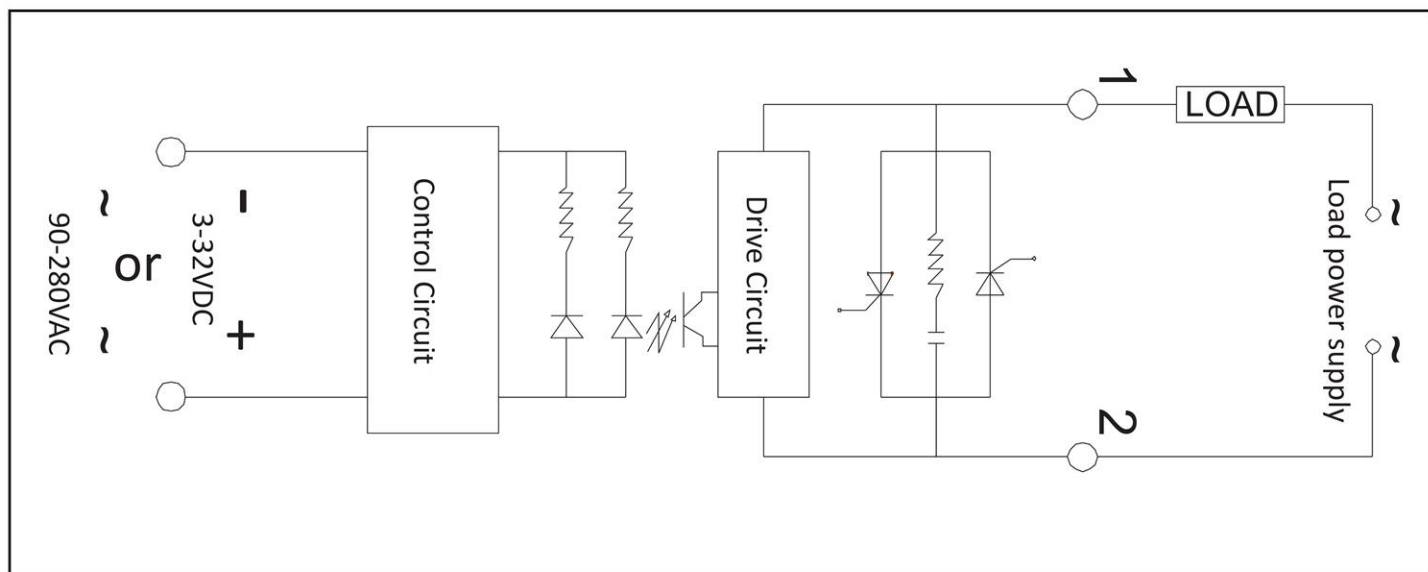 1
LOAD
~
-
~
3-32VDC
or
90-280VAC
+
~
Control Circuit
Drive Circuit
Load power supply
~
2